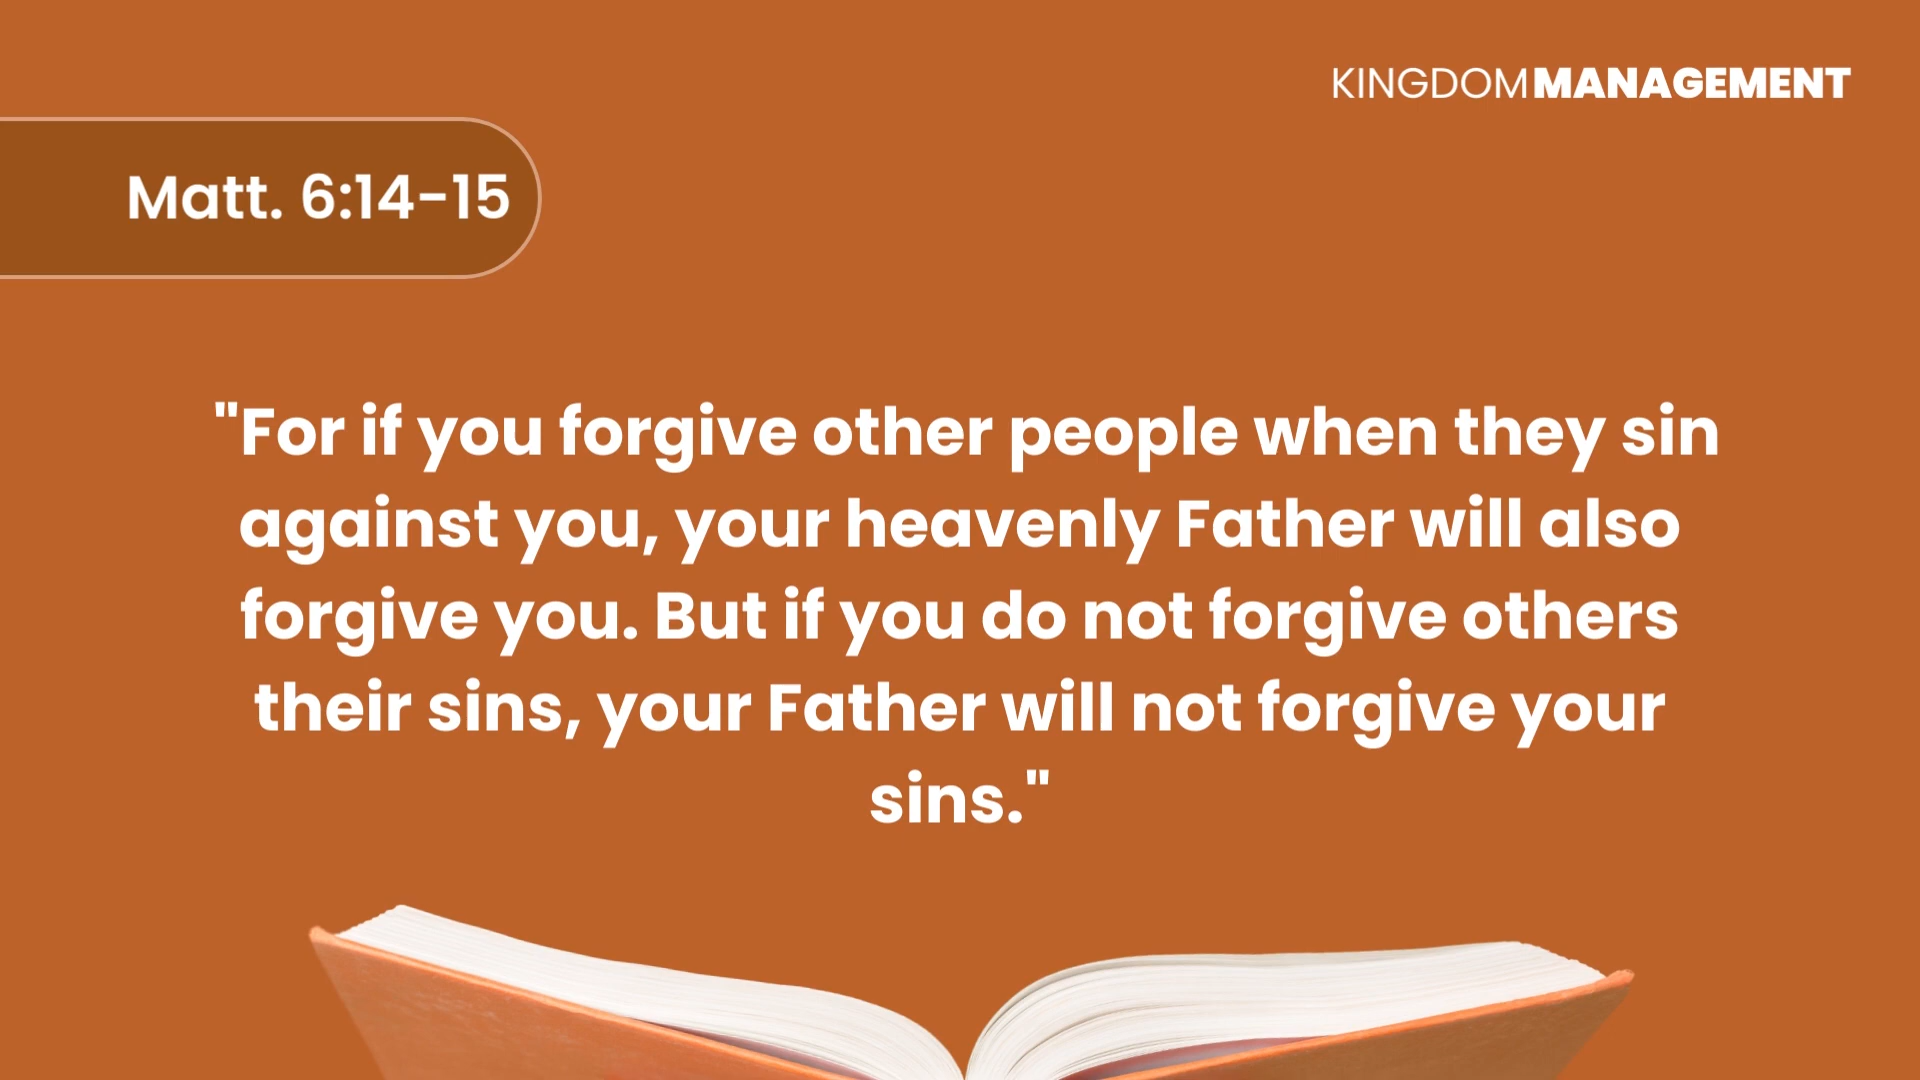 KINGDOMMANAGEMENT
Matt. 6:14-15
"For if you forgive other people when they sin
against you, your heavenly Father will also
forgive you. But if you do not forgive others
their sins, your Father will not forgive your
sins."